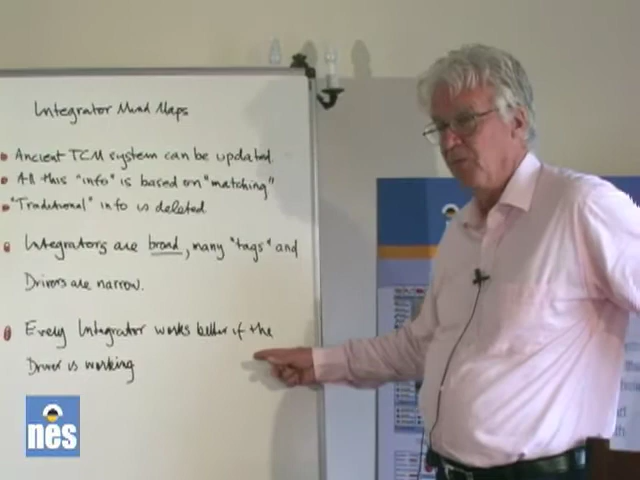 Integrator Mind Maps
Ancient TCM system can be updated.
All this "info" is based on "matching"
"Traditional" info is deleted
Integrators are broad, many "tags" and
Drivers are narrow.
Every Integrator works better if the
Driver is working
nes